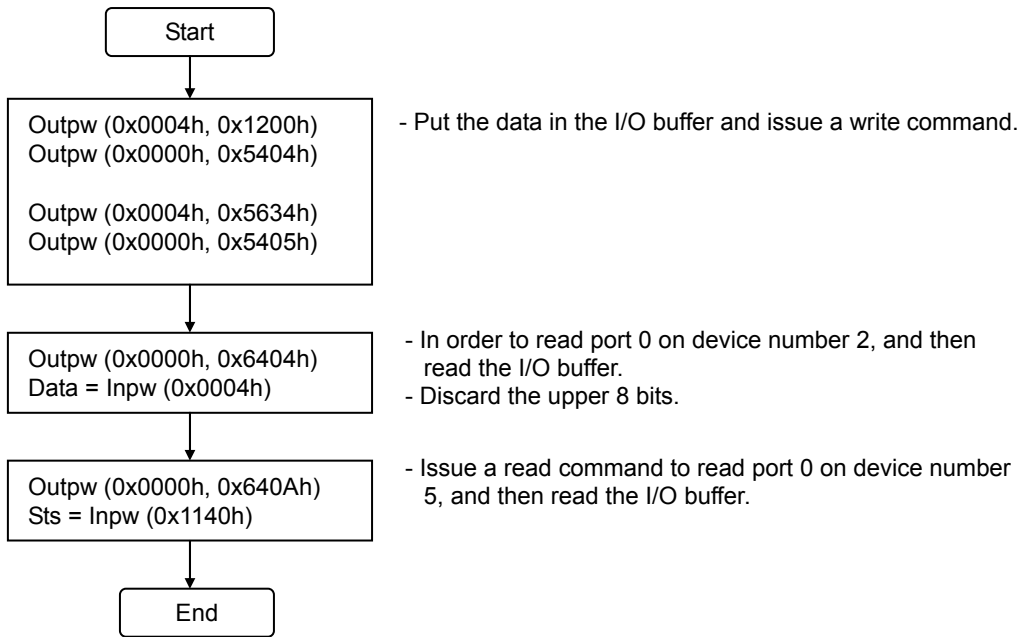 Start
Outpw (0x0004h, 0x1200h)
Outpw (0x0000h, 0x5404h)
Outpw (0x0004h, 0x5634h)
Outpw (0x0000h, 0x5405h)
- Put the data in the I/O buffer and issue a write command.
Outpw (0x0000h, 0x6404h)
Data = Inpw (0x0004h)
- In order to read port 0 on device number 2, and then
read the I/O buffer.
- Discard the upper 8 bits.
Outpw (0x0000h, 0x640Ah)
Sts = Inpw (0x1140h)
- Issue a read command to read port 0 on device number
5, and then read the I/O buffer.
End